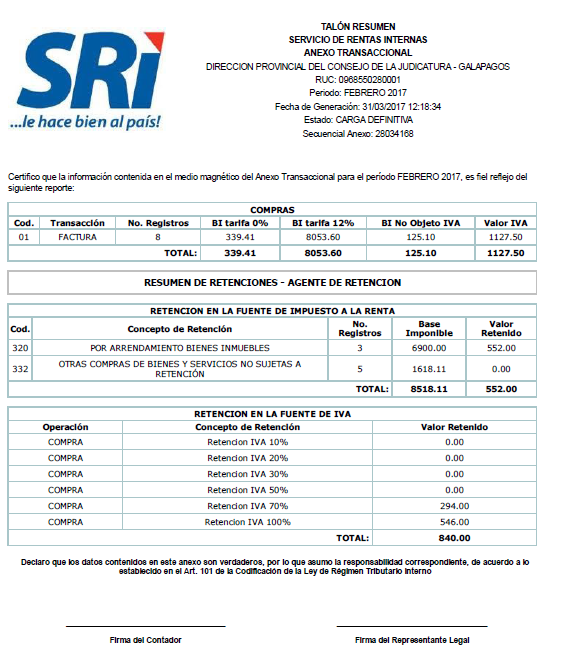 SRi
...le hace bien al país!
TALÓN RESUMEN
SERVICIO DE RENTAS INTERNAS
ANEXO TRANSACCIONAL
DIRECCION PROVINCIAL DEL CONSEJO DE LA JUDICATURA - GALAPAGOS
RUC: 0968550280001
Periodo: FEBRERO 2017
Fecha de Generación: 31/03/2017 12:18:34
Estado: CARGA DEFINITIVA
Secuencial Anexo: 28034168
Certifico que la información contenida en el medio magnético del Anexo Transaccional para el período FEBRERO 2017, es fiel reflejo del
siguiente reporte:
COMPRAS
Cod. Transacción No. Registros BI tarifa 0% BI tarifa 12% BI No Objeto IVA Valor IVA
01 FACTURA 8 339.41 8053.60 125.10 1127.50
TOTAL: 339.41 8053.60 125.10 1127.50
RESUMEN DE RETENCIONES - AGENTE DE RETENCION
RETENCION EN LA FUENTE DE IMPUESTO A LA RENTA
Cod. Concepto de Retención No. Registros Base Imponible Valor Retenido
320 POR ARRENDAMIENTO BIENES INMUEBLES 3 6900.00 552.00
332 OTRAS COMPRAS DE BIENES Y SERVICIOS NO SUJETAS A RETENCIÓN 5 1618.11 0.00
TOTAL: 8518.11 552.00
RETENCION EN LA FUENTE DE IVA
Operación Concepto de Retención Valor Retenido
COMPRA Retencion IVA 10% 0.00
COMPRA Retencion IVA 20% 0.00
COMPRA Retencion IVA 30% 0.00
COMPRA Retencion IVA 50% 0.00
COMPRA Retencion IVA 70% 294.00
COMPRA Retencion IVA 100% 546.00
TOTAL: 840.00
Declaro que los datos contenidos en este anexo son verdaderos, por lo que asumo la responsabilidad correspondiente, de acuerdo a lo
establecido en el Art. 101 de la Codificación de la Ley de Régimen Tributario Interno
Firma del Contador
Firma del Representante Legal